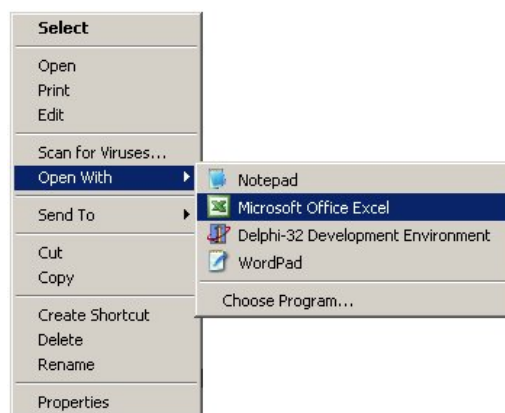 Select
Open
Print
Edit
Scan for Viruses...
Open With
Send To
Cut
Copy
Create Shortcut
Delete
Rename
Properties
Notepad
Microsoft Office Excel
Delphi-32 Development Environment
WordPad
Choose Program...